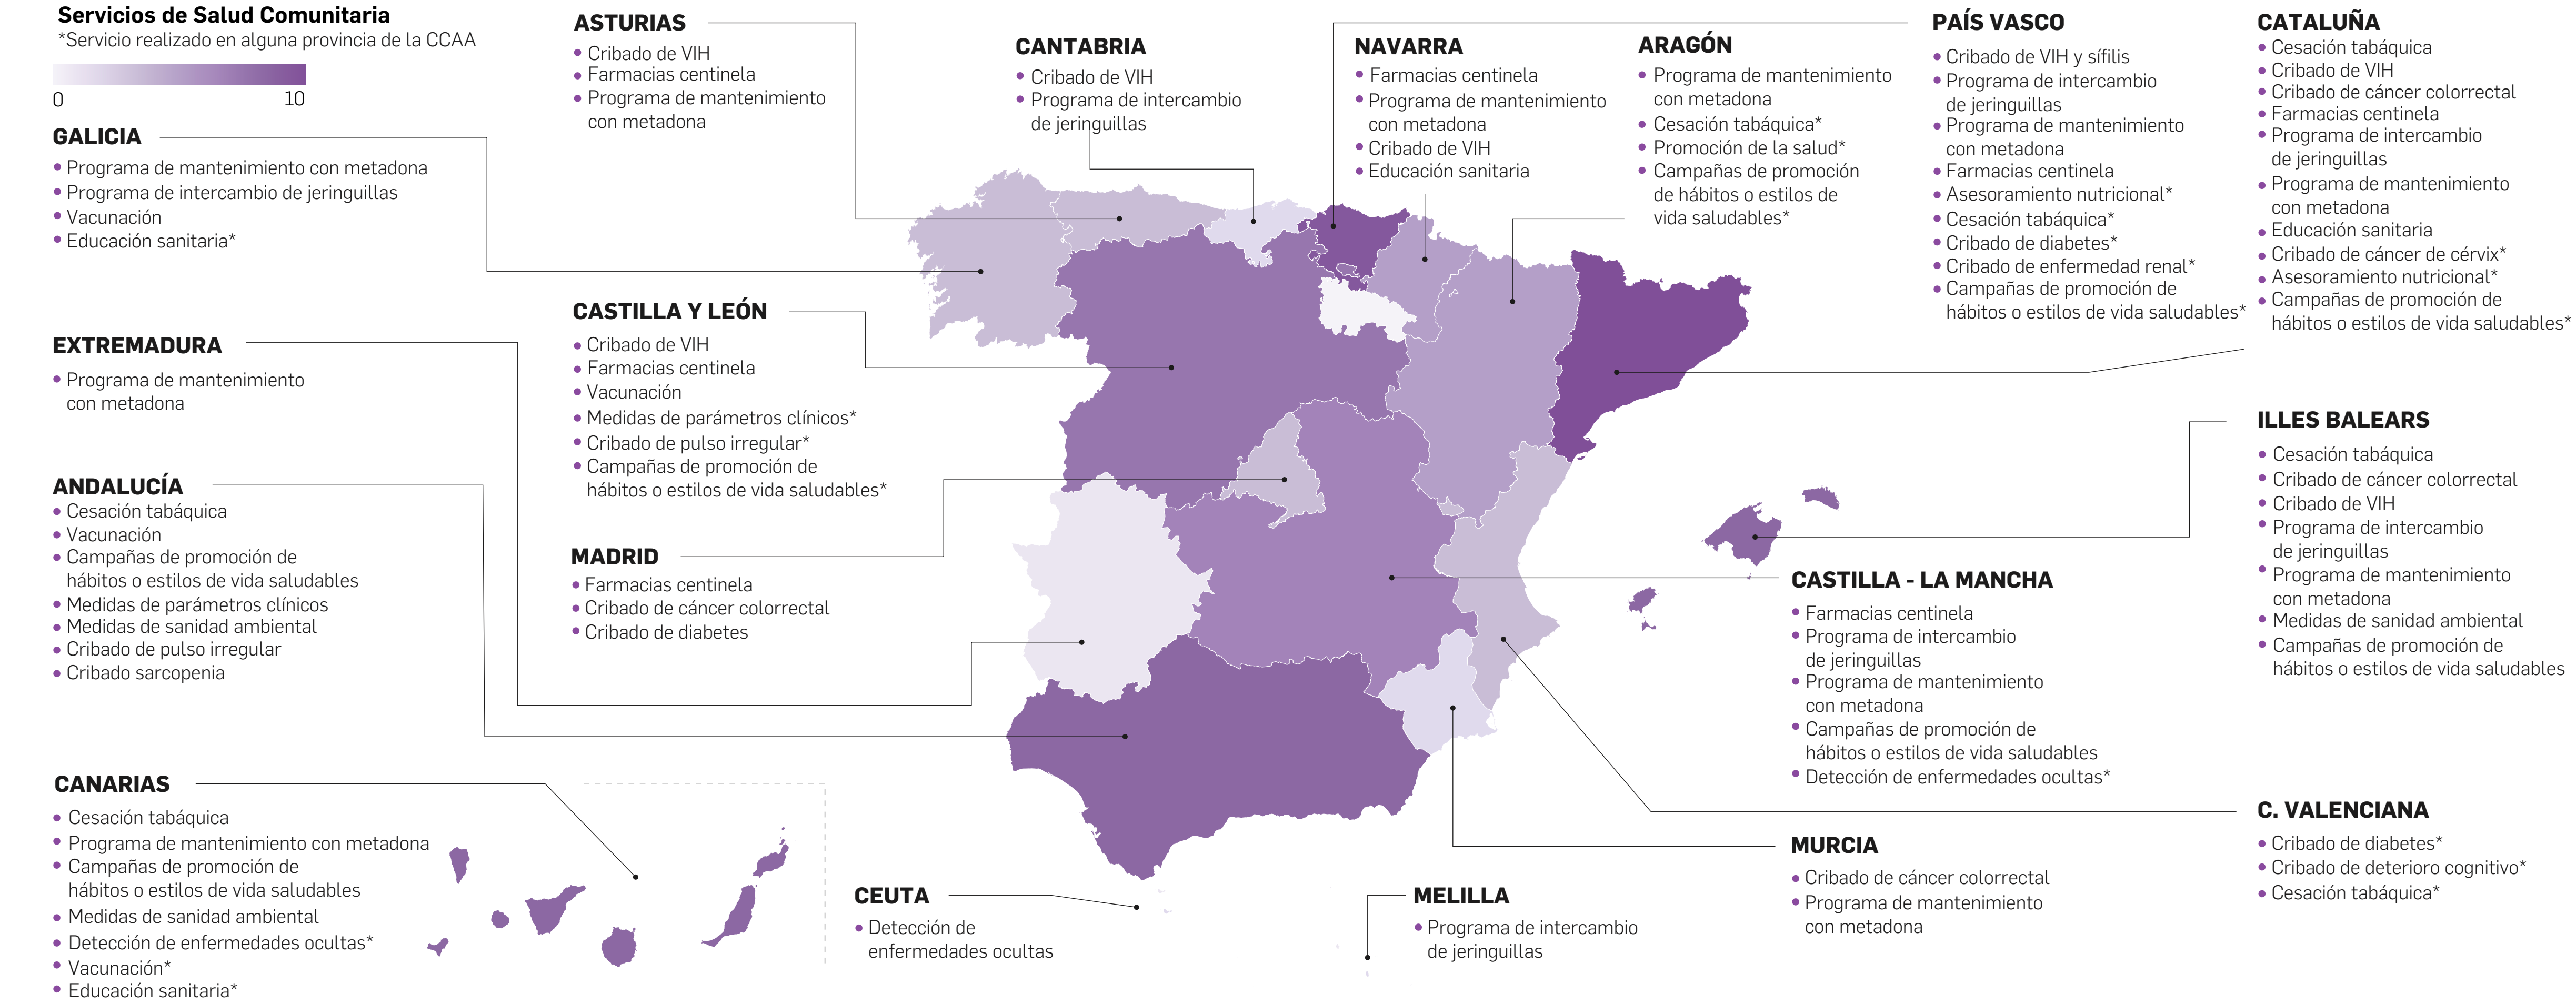 Servicios de Salud Comunitaria
*Servicio realizado en alguna provincia de la CCAA
0
10
GALICIA
Programa de mantenimiento con metadona
Programa de intercambio de jeringuillas
Vacunación
Educación sanitaria*
EXTREMADURA
Programa de mantenimiento
con metadona
ANDALUCÍA
Cesación tabáquica
Vacunación
Campañas de promoción de
hábitos o estilos de vida saludables
Medidas de parámetros clínicos
Medidas de sanidad ambiental
Cribado de pulso irregular
Cribado sarcopenia
CANARIAS
Cesación tabáquica
Programa de mantenimiento con metadona
Campañas de promoción de
hábitos o estilos de vida saludables
Medidas de sanidad ambiental
Detección de enfermedades ocultas*
Vacunación*
Educación sanitaria*
ASTURIAS
Cribado de VIH
Farmacias centinela
Programa de mantenimiento
con metadona
CASTILLA Y LEÓN
Cribado de VIH
Farmacias centinela
Vacunación
Medidas de parámetros clínicos*
Cribado de pulso irregular*
Campañas de promoción de
hábitos o estilos de vida saludables*
MADRID
Farmacias centinela
Cribado de cáncer colorrectal
Cribado de diabetes
CEUTA
Detección de
enfermedades ocultas
CANTABRIA
Cribado de VIH
Programa de intercambio
de jeringuillas
NAVARRA
Farmacias centinela
Programa de mantenimiento
con metadona
Cribado de VIH
Educación sanitaria
MELILLA
Programa de intercambio
de jeringuillas
ARAGÓN
Programa de mantenimiento
con metadona
Cesación tabáquica*
Promoción de la salud*
Campañas de promoción
de hábitos o estilos de
vida saludables*
PAÍS VASCO
Cribado de VIH y sífilis
Programa de intercambio
de jeringuillas
Programa de mantenimiento
con metadona
Farmacias centinela
Asesoramiento nutricional*
Cesación tabáquica*
Cribado de diabetes*
Cribado de enfermedad renal*
Campañas de promoción de
hábitos o estilos de vida saludables*
CASTILLA - LA MANCHA
Farmacias centinela
Programa de intercambio
de jeringuillas
Programa de mantenimiento
con metadona
Campañas de promoción de
hábitos o estilos de vida saludables
Detección de enfermedades ocultas*
MURCIA
Cribado de cáncer colorrectal
Programa de mantenimiento
con metadona
CATALUÑA
Cesación tabáquica
Cribado de VIH
Cribado de cáncer colorrectal
Farmacias centinela
Programa de intercambio
de jeringuillas
Programa de mantenimiento
con metadona
Educación sanitaria
Cribado de cáncer de cérvix*
Asesoramiento nutricional*
Campañas de promoción de
hábitos o estilos de vida saludables*
ILLES BALEARS
Cesación tabáquica
Cribado de cáncer colorrectal
Cribado de VIH
Programa de intercambio
de jeringuillas
Programa de mantenimiento
con metadona
Medidas de sanidad ambiental
Campañas de promoción de
hábitos o estilos de vida saludables
C. VALENCIANA
Cribado de diabetes*
Cribado de deterioro cognitivo*
Cesación tabáquica*